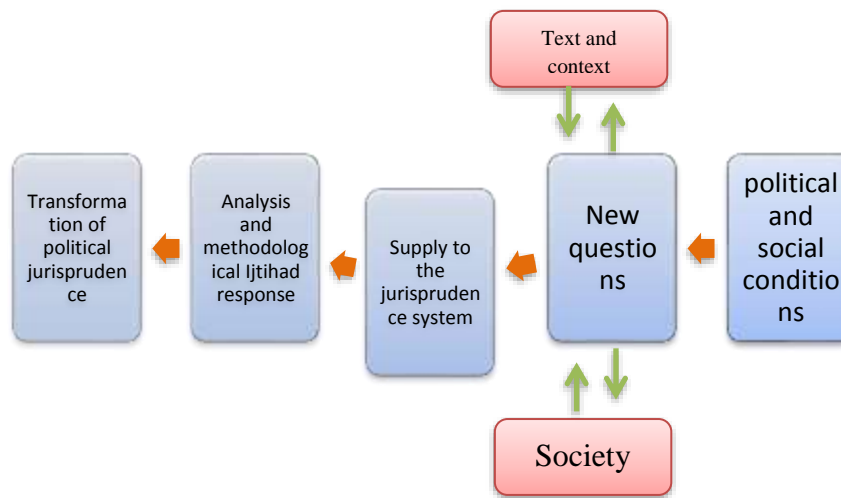 Text and
context
Transforma
tion of
political
jurispruden
ce
Analysis
and
methodolog
ical Ijtihad
response
Supply to
the
jurispruden
ce system
New
questio
ns
political
and
social
conditio
ns
Society